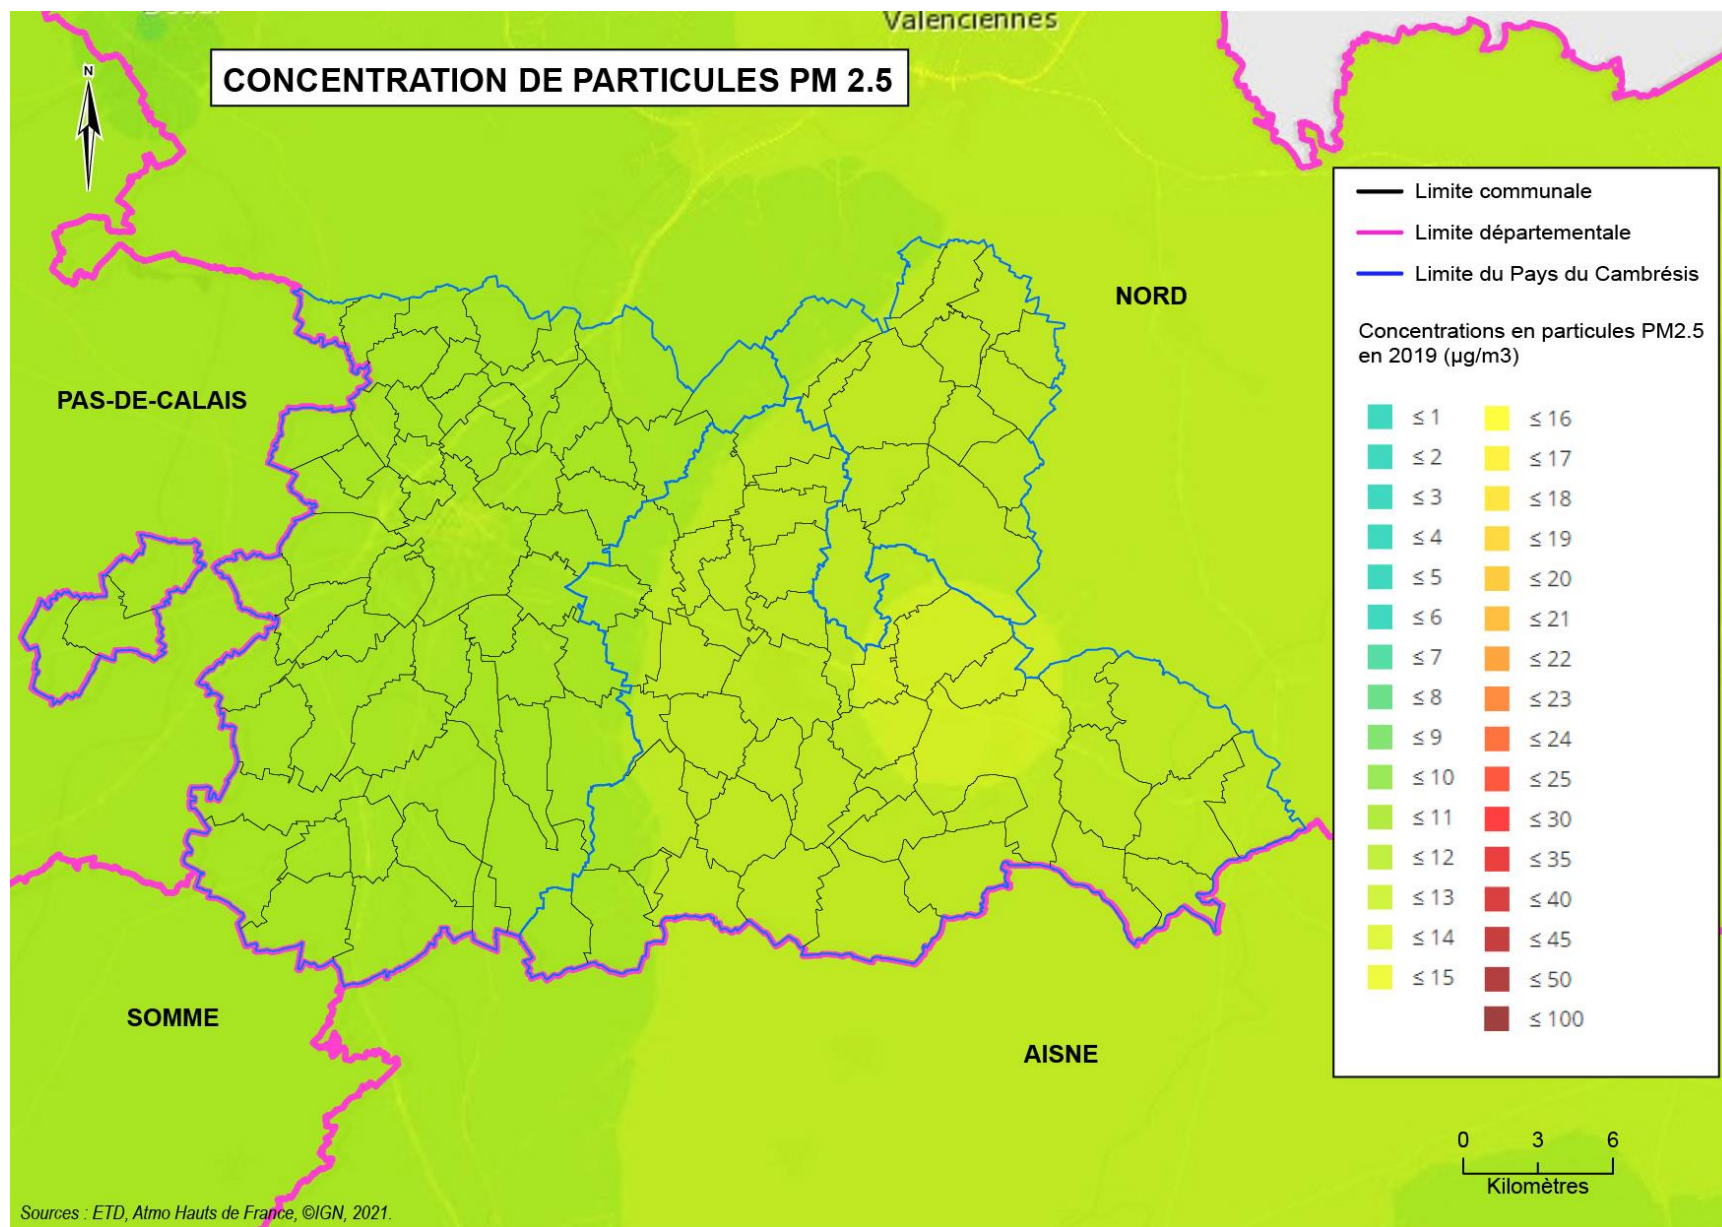 Valenciennes
CONCENTRATION DE PARTICULES PM 2.5
N
Limite communale
Limite départementale
Limite du Pays du Cambrésis
Concentrations en particules PM2.5
en 2019 (µg/m3)
≤ 1
≤ 2
≤ 3
≤ 4
≤ 5
≤ 6
≤ 7
≤ 8
≤ 9
≤ 10
≤ 11
≤ 12
≤ 13
≤ 14
≤ 15
≤ 16
≤ 17
≤ 18
≤ 19
≤ 20
≤ 21
≤ 22
≤ 23
≤ 24
≤ 25
≤ 30
≤ 35
≤ 40
≤ 45
≤ 50
≤ 100
NORD
PAS-DE-CALAIS
SOMME
AISNE
0 3 6
Kilomètres
Sources : ETD, Atmo Hauts de France, ©IGN, 2021.